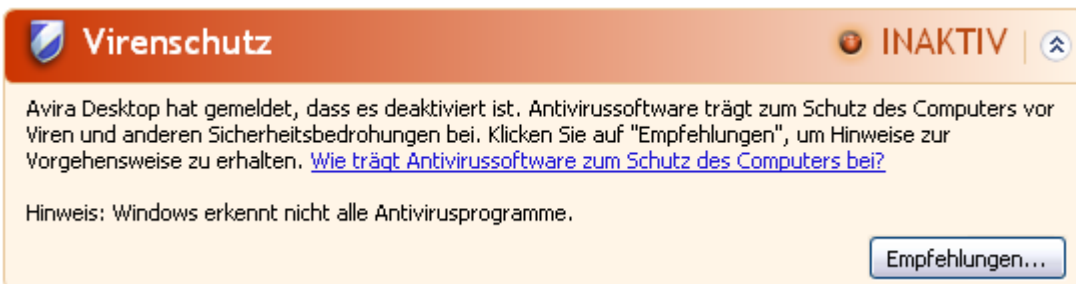 Virenschutz
INAKTIV
Avira Desktop hat gemeldet, dass es deaktiviert ist. Antivirussoftware trägt zum Schutz des Computers vor
Viren und anderen Sicherheitsbedrohungen bei. Klicken Sie auf "Empfehlungen", um Hinweise zur
Vorgehensweise zu erhalten. Wie trägt Antivirussoftware zum Schutz des Computers bei?
Hinweis: Windows erkennt nicht alle Antivirusprogramme.
Empfehlungen...